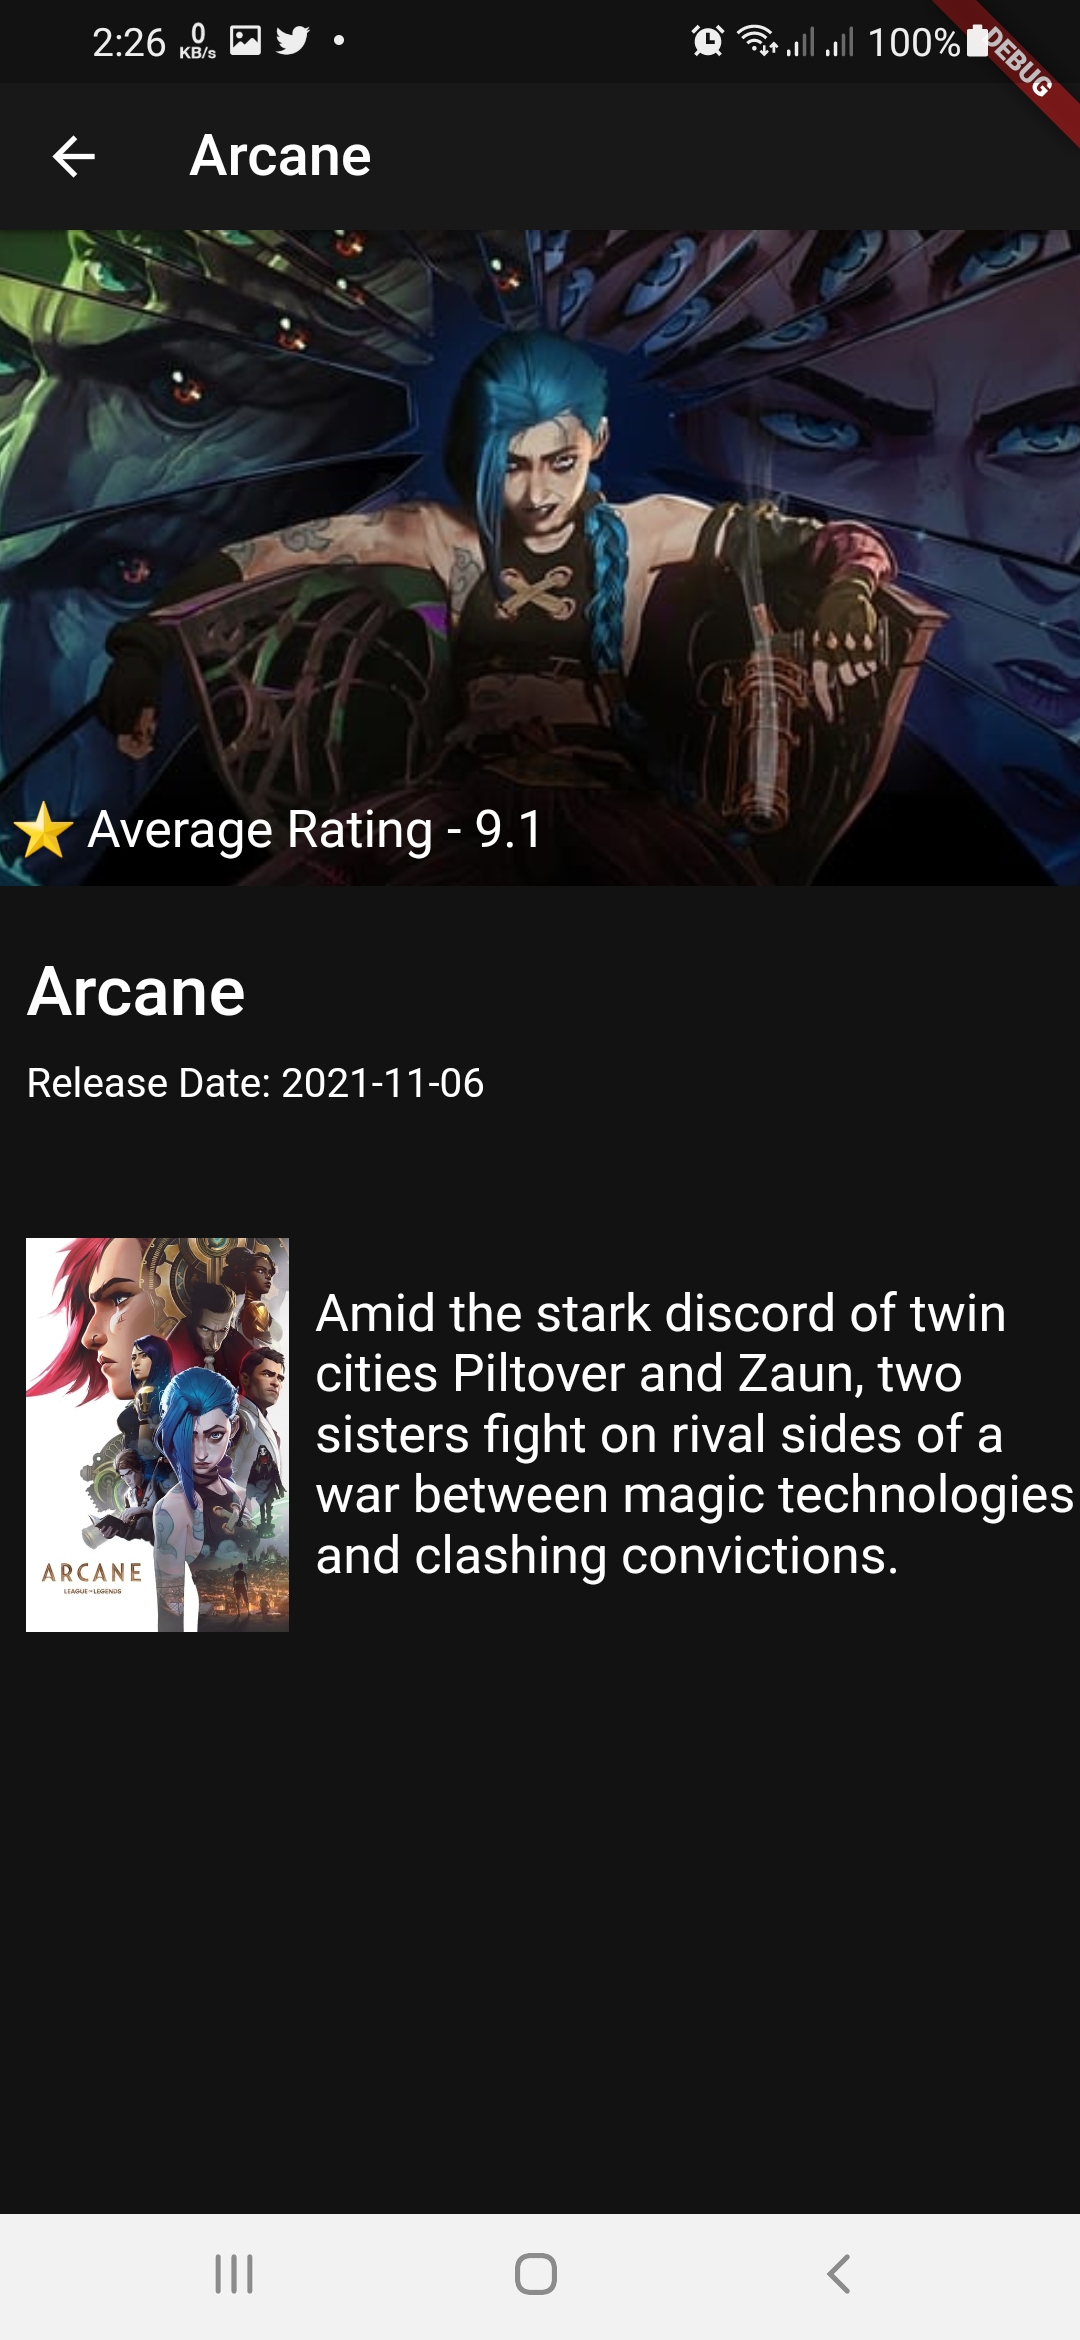 2:26 0 KB/s 100%
DEBUG
Arcane
⭐ Average Rating - 9.1
Arcane
Release Date: 2021-11-06
Amid the stark discord of twin
cities Piltover and Zaun, two
sisters fight on rival sides of a
war between magic technologies
and clashing convictions.
ARCANE
LEAGUE OF LEGENDS